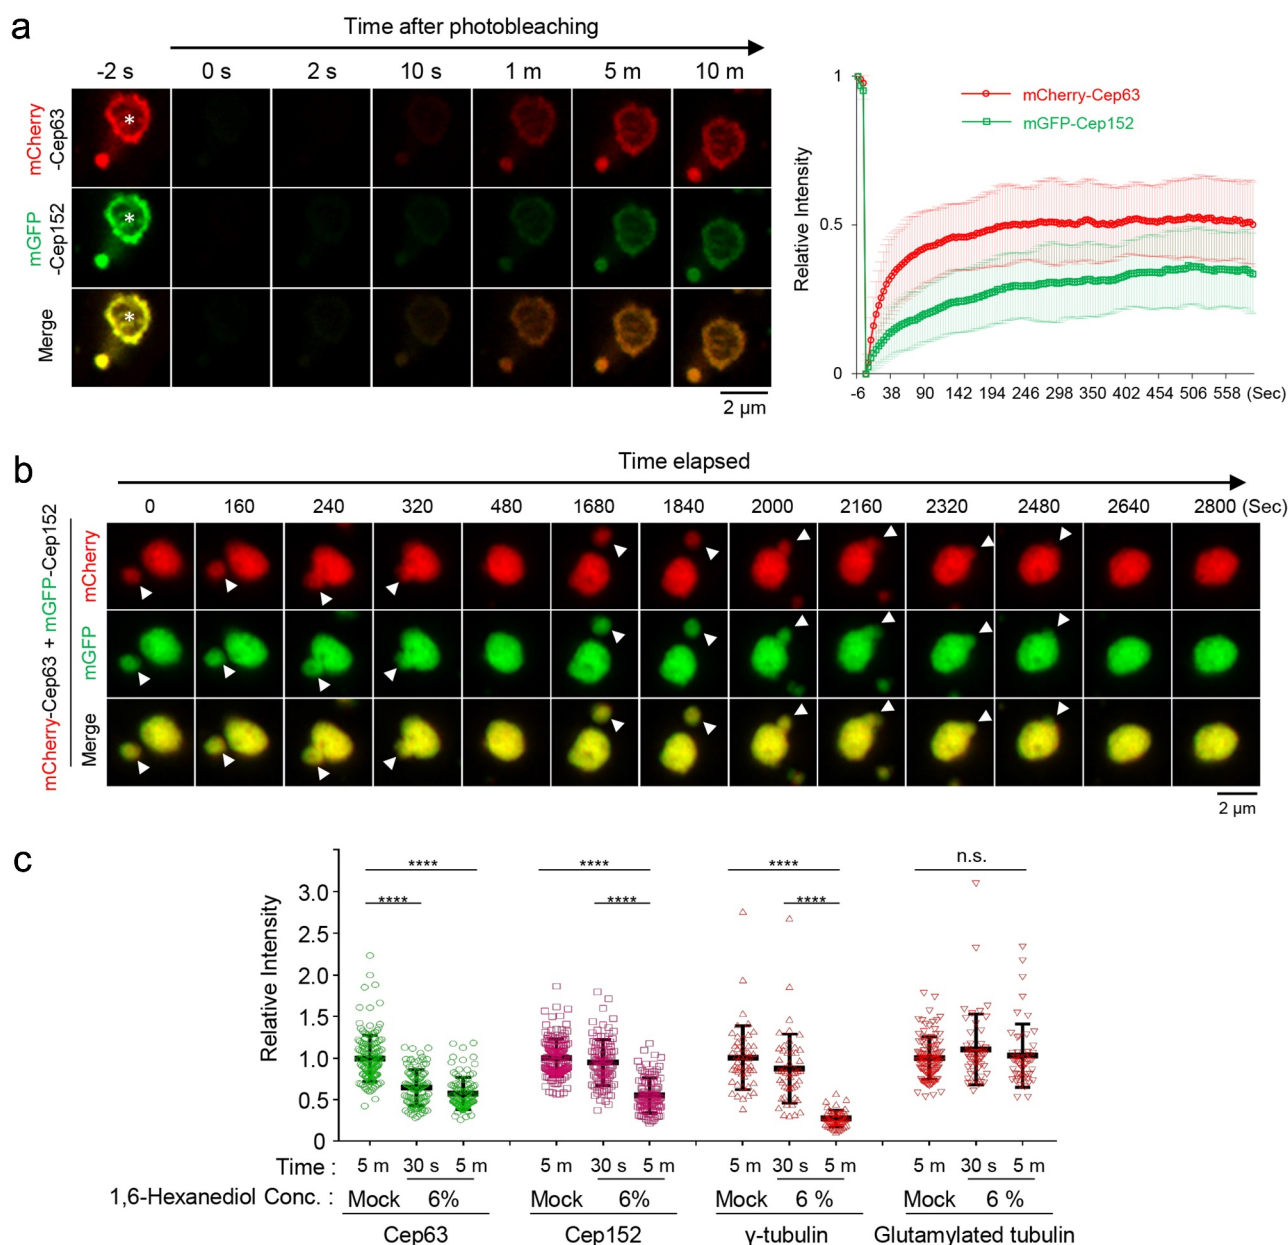 a
Time after photobleaching
-2 s 0 s 2 s 10 s 1 m 5 m 10 m
mCherry
-Cep63
mGFP
-Cep152
Merge
* * *
2 µm
Relative Intensity
1
0.5
0
mCherry-Cep63
mGFP-Cep152
-6 38 90 142 194 246 298 350 402 454 506 558 (Sec)
b
Time elapsed
0 160 240 320 480 1680 1840 2000 2160 2320 2480 2640 2800 (Sec)
mCherry-Cep63 + mGFP-Cep152
mCherry
mGFP
Merge
2 µm
c
Relative Intensity
3.0
2.5
2.0
1.5
1.0
0.5
0
**** **** **** n.s.
**** **** ****
Time : 5 m 30 s 5 m 5 m 30 s 5 m 5 m 30 s 5 m 5 m 30 s 5 m
1,6-Hexanediol Conc. : Mock 6% Mock 6% Mock 6 % Mock 6 %
Cep63 Cep152 γ-tubulin Glutamylated tubulin